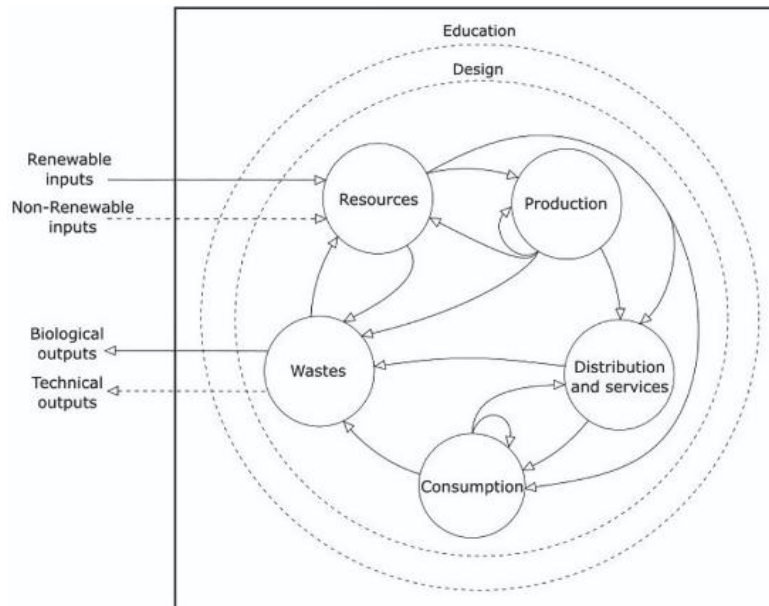 Education
Design
Renewable
inputs
Non-Renewable
inputs
Resources
Production
Biological
outputs
Technical
outputs
Wastes
Distribution
and services
Consumption